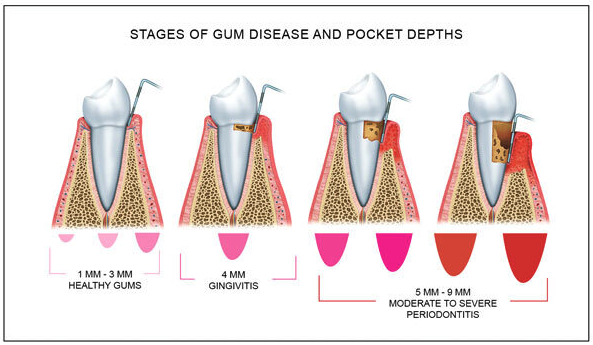 STAGES OF GUM DISEASE AND POCKET DEPTHS
1 MM - 3 MM
HEALTHY GUMS
4 MM
GINGIVITIS
5 MM - 9 MM
MODERATE TO SEVERE
PERIODONTITIS